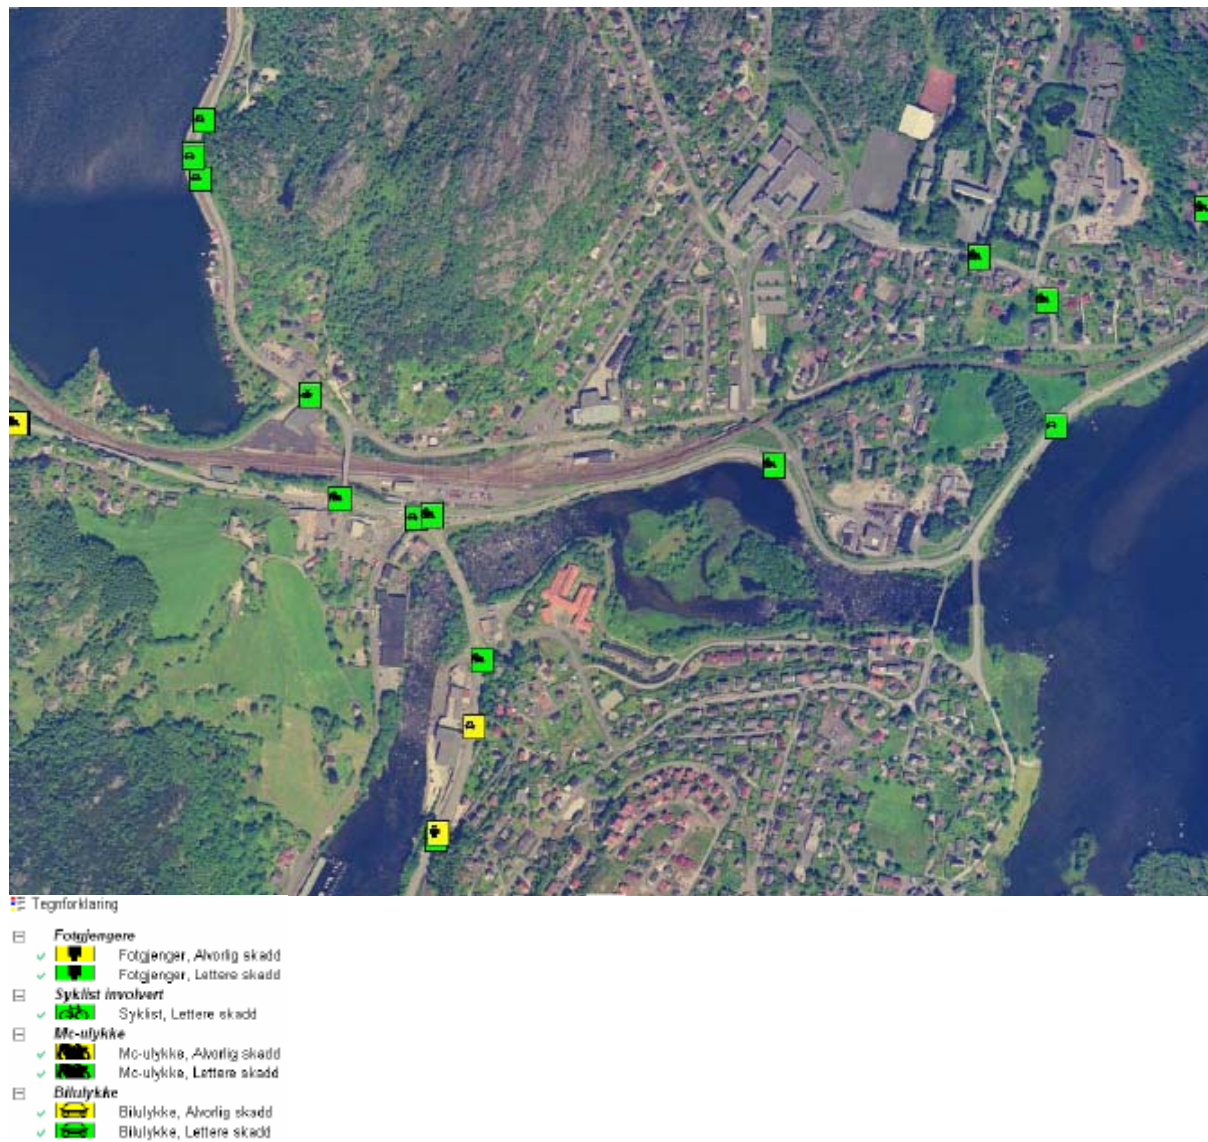 Tegnforklaring
Fotgjengere
Fotgjenger, Alvorlig skadd
Fotgjenger, Lettere skadd
Syklist involvert
Syklist, Lettere skadd
Mc-ulykke
Mc-ulykke, Alvorlig skadd
Mc-ulykke, Lettere skadd
Bilulykke
Bilulykke, Alvorlig skadd
Bilulykke, Lettere skadd